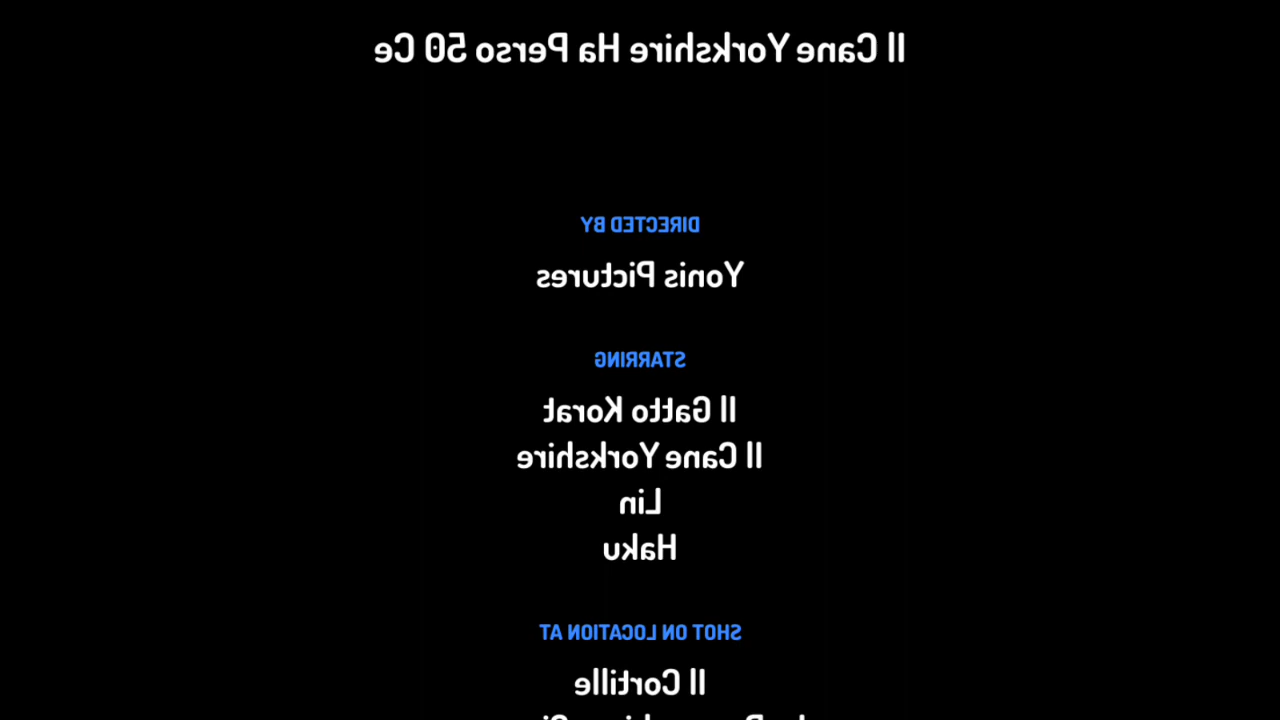 Il Cane Yorkshire Ha Perso 50 Ce
DIRECTED BY
Yonis Pictures
STARRING
Il Gatto Korat
Il Cane Yorkshire
Lin
Haku
SHOT ON LOCATION AT
Il Cortille